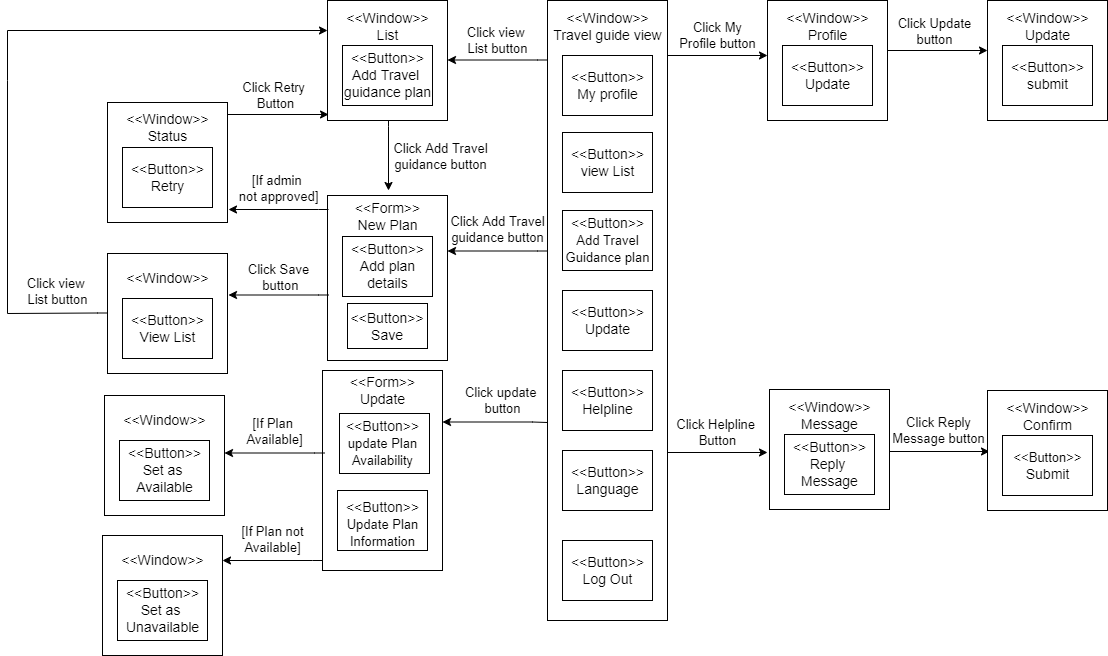 <<Window>>
List
<<Button>>
Add Travel
guidance plan
Click view
List button
<<Window>>
Travel guide view
<<Button>>
My profile
<<Button>>
view List
<<Button>>
Add Travel
Guidance plan
<<Button>>
Update
<<Button>>
Helpline
<<Button>>
Language
<<Button>>
Log Out
Click My
Profile button
<<Window>>
Profile
<<Button>>
Update
Click Update
button
<<Window>>
Update
<<Button>>
submit
Click Retry
Button
<<Window>>
Status
<<Button>>
Retry
Click Add Travel
guidance button
[If admin
not approved]
<<Form>>
New Plan
<<Button>>
Add plan
details
<<Button>>
Save
Click Add Travel
guidance button
Click Save
button
<<Window>>
<<Button>>
View List
Click view
List button
<<Form>>
Update
<<Button>>
update Plan
Availability
<<Button>>
Update Plan
Information
Click update
button
[If Plan
Available]
<<Window>>
<<Button>>
Set as
Available
[If Plan not
Available]
<<Window>>
<<Button>>
Set as
Unavailable
Click Helpline
Button
<<Window>>
Message
<<Button>>
Reply
Message
Click Reply
Message button
<<Window>>
Confirm
<<Button>>
Submit